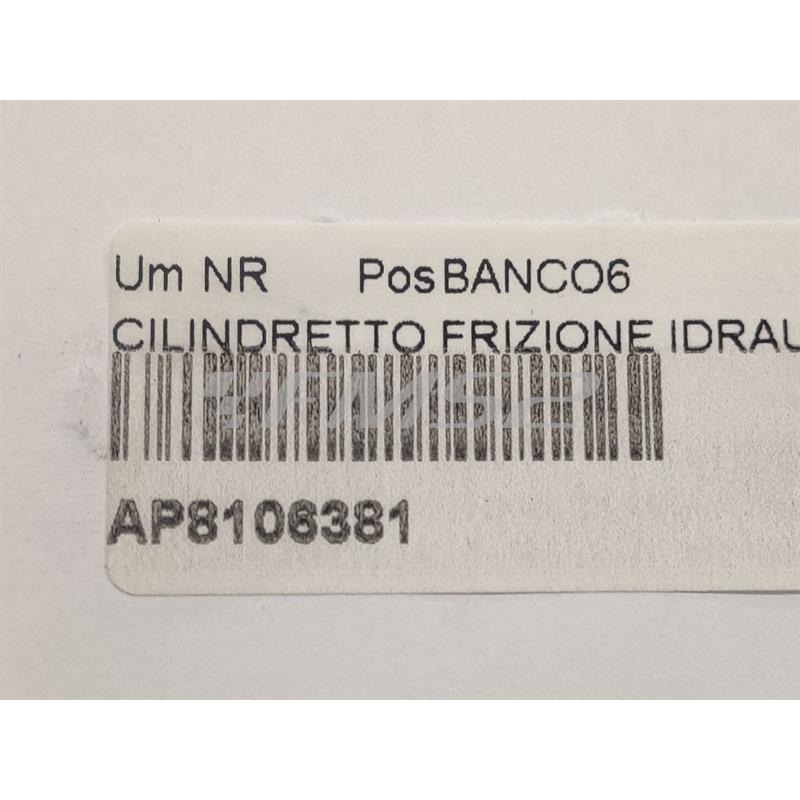 Um NR PosBANCO6
CILINDRETTO FRIZIONE IDRAU
AP8106381